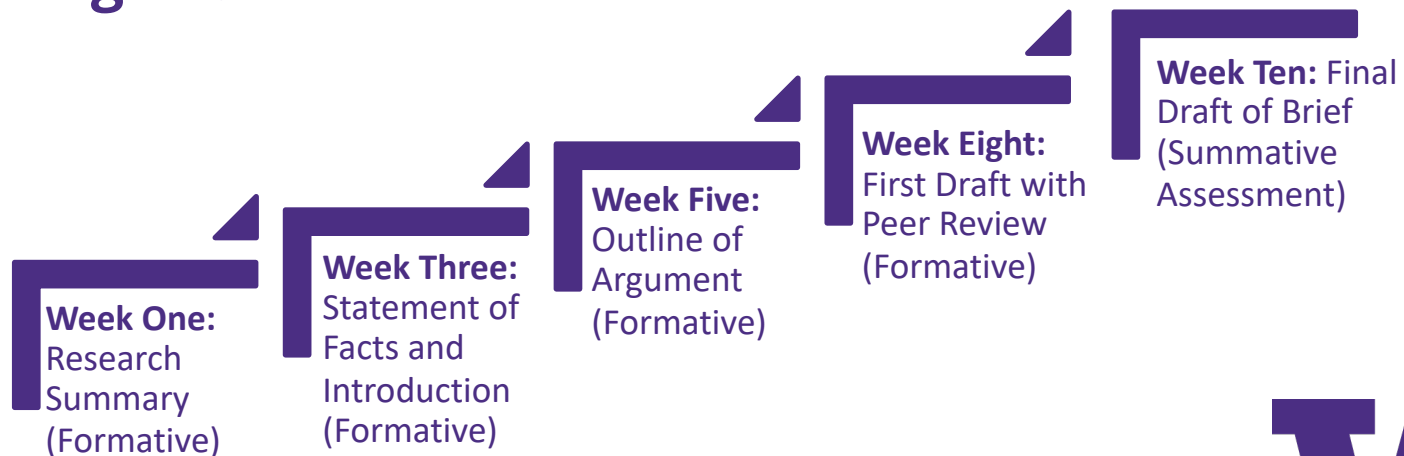 Week One:
Research
Summary
(Formative)
Week Three:
Statement of
Facts and
Introduction
(Formative)
Week Five:
Outline of
Argument
(Formative)
Week Eight:
First Draft with
Peer Review
(Formative)
Week Ten: Final
Draft of Brief
(Summative
Assessment)